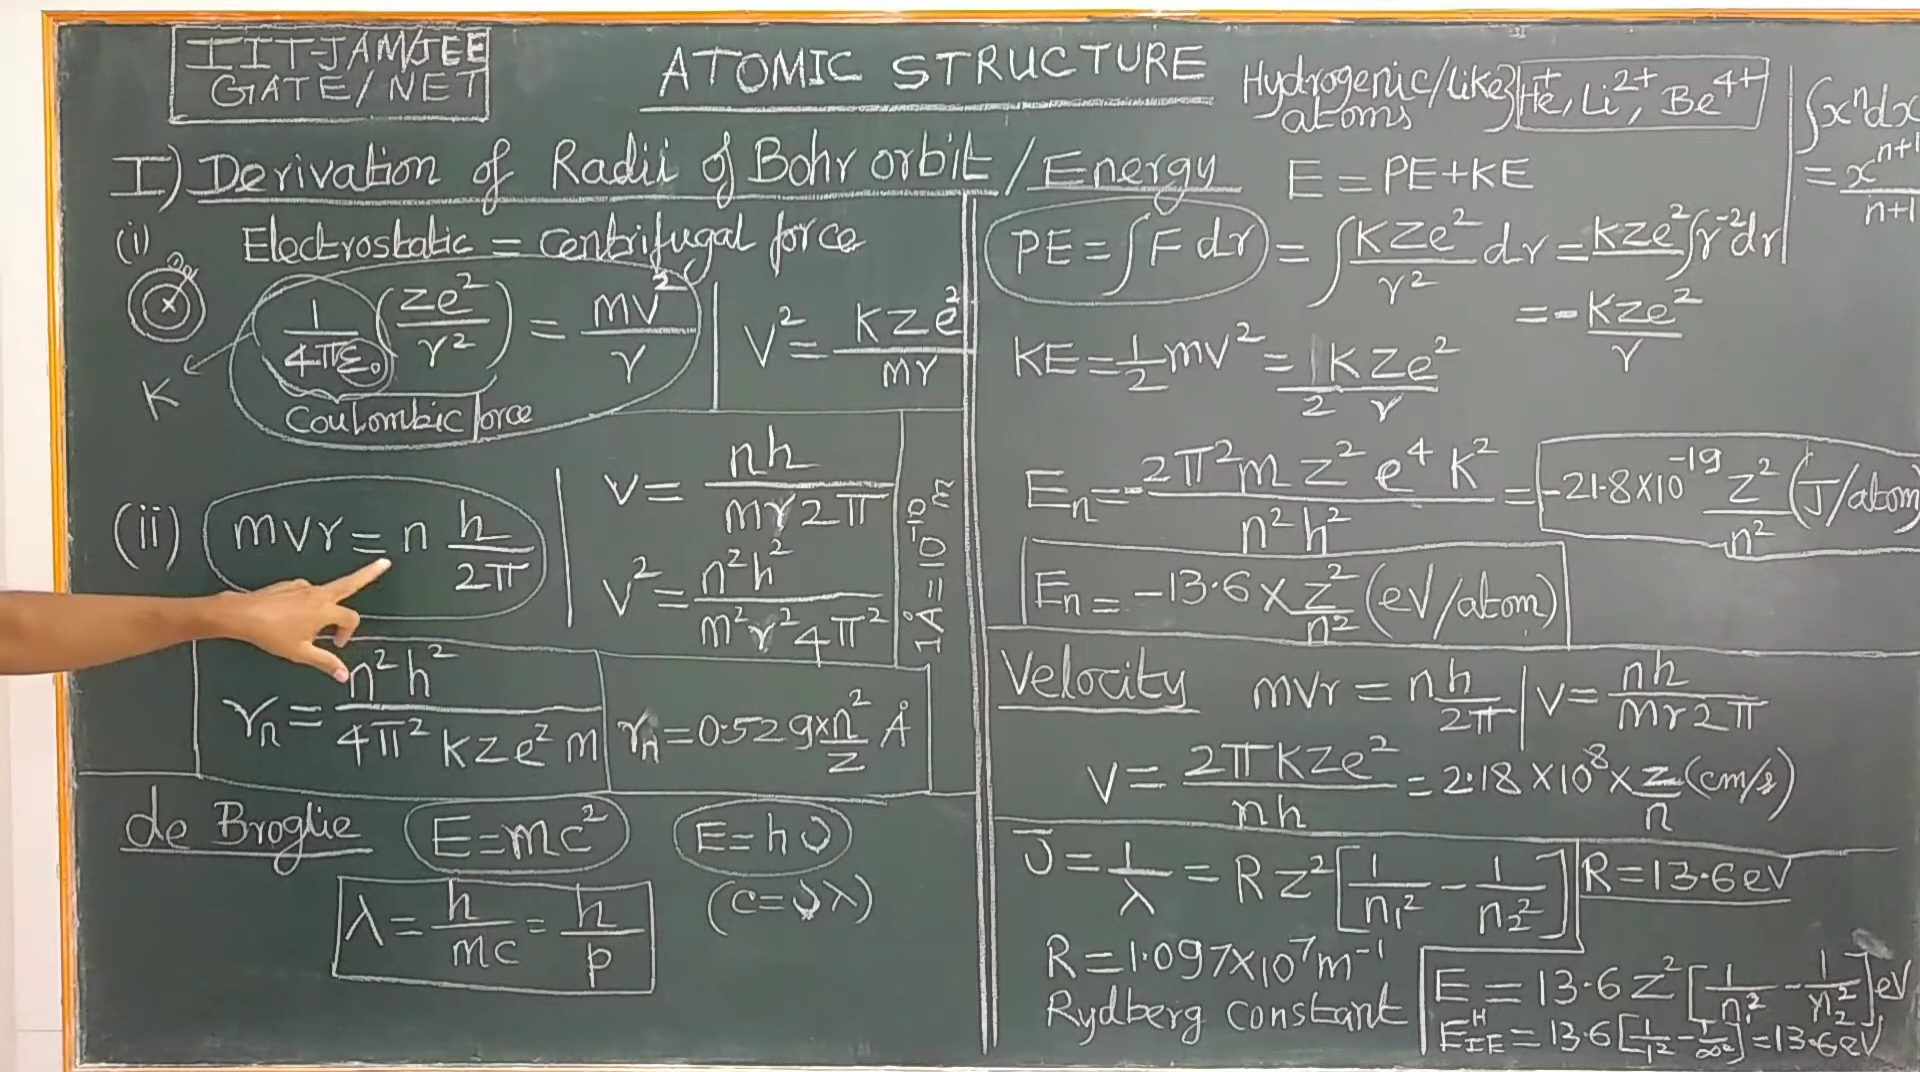 IIT-JAM/JEE
GATE/NET
ATOMIC STRUCTURE
Hydrogenic/like} He⁺, Li²⁺, Be⁴⁺
atoms
∫xⁿdx
= xⁿ⁺¹/n+1
I) Derivation of Radii of Bohr orbit / Energy
E = PE+KE
(i) Electrostatic = centrifugal force
1/4πε₀ (ze²/r²) = mv²/r
K
Coulombic force
V² = KZe²/mr
(ii) mvr = n h/2π
v = nh/mr2π
V² = n²h²/m²r²4π²
1Å = 10⁻¹⁰m
rₙ = n²h²/4π²kze²m
rₙ = 0.529×n²/z Å
de Broglie
E=mc²
E=hν
(c=νλ)
λ = h/mc = h/p
PE = ∫F dr = ∫KZe²/r² dr = kze² ∫r⁻²dr
= -kze²/r
KE = 1/2 mv² = 1/2 KZe²/r
Eₙ = -2π²m z² e⁴ k²/n²h² = -21.8×10⁻¹⁹ z²/n² (J/atom)
Eₙ = -13.6 × z²/n² (eV/atom)
Velocity
mvr = nh/2π
v = nh/mr2π
v = 2πkze²/nh = 2.18×10⁸×z/n (cm/s)
ν̄ = 1/λ = R z² [1/n₁² - 1/n₂²]
R = 13.6eV
R = 1.097×10⁷m⁻¹
Rydberg constant
E = 13.6 z² [1/n₁² - 1/n₂²] eV
E_IE^H = 13.6 [1/1² - 1/∞²] = 13.6eV